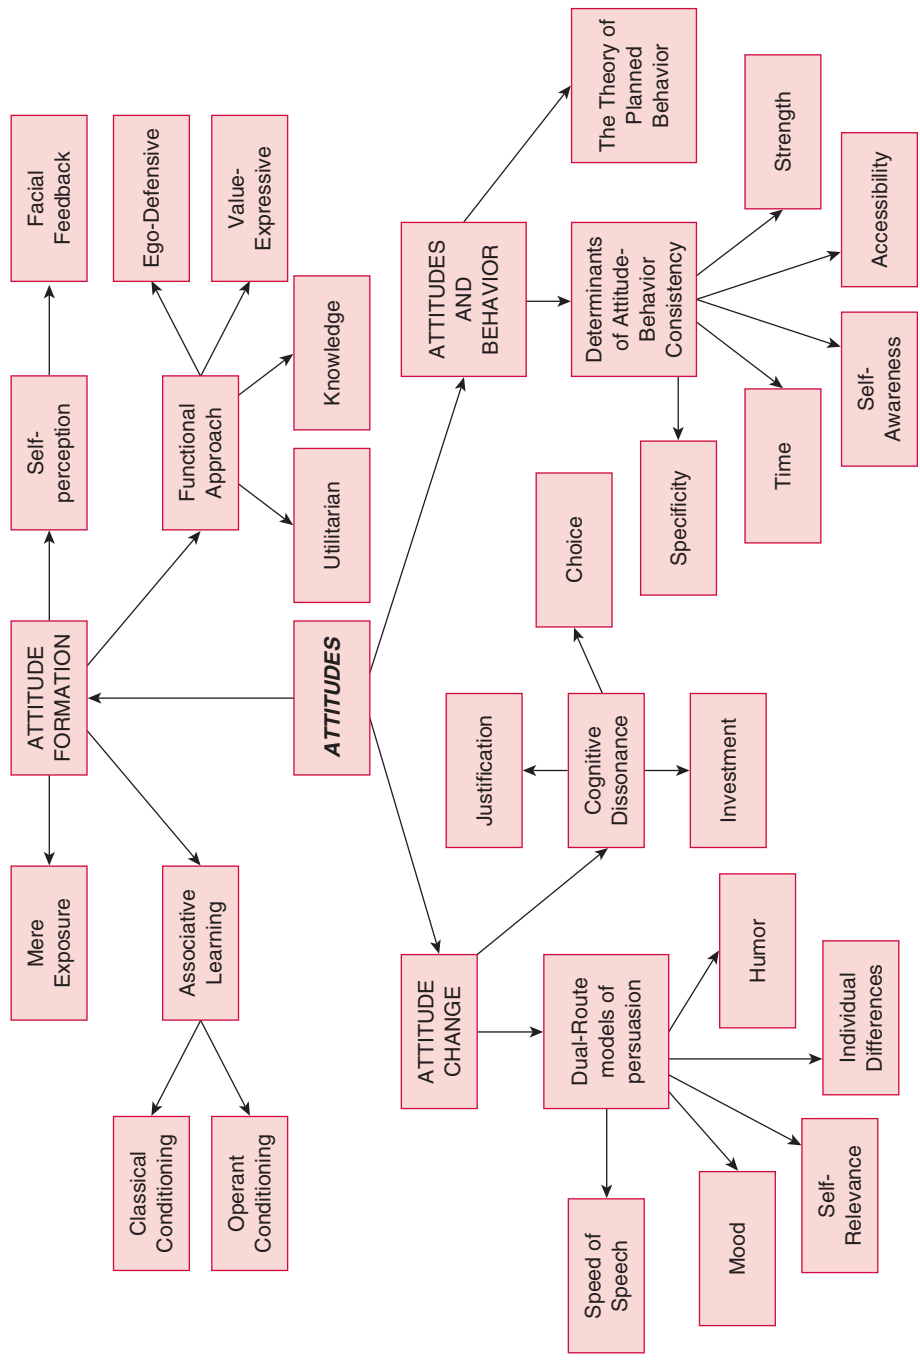 Mere
Exposure
ATTITUDE
FORMATION
Self-
perception
Facial
Feedback
Classical
Conditioning
Operant
Conditioning
Associative
Learning
Functional
Approach
Ego-Defensive
Value-
Expressive
Utilitarian
Knowledge
ATTITUDES
ATTITUDE
CHANGE
ATTITUDES
AND
BEHAVIOR
Dual-Route
models of
persuasion
Speed of
Speech
Mood
Self-
Relevance
Individual
Differences
Humor
Cognitive
Dissonance
Justification
Choice
Investment
Determinants
of Attitude-
Behavior
Consistency
The Theory of
Planned
Behavior
Specificity
Time
Self-
Awareness
Accessibility
Strength